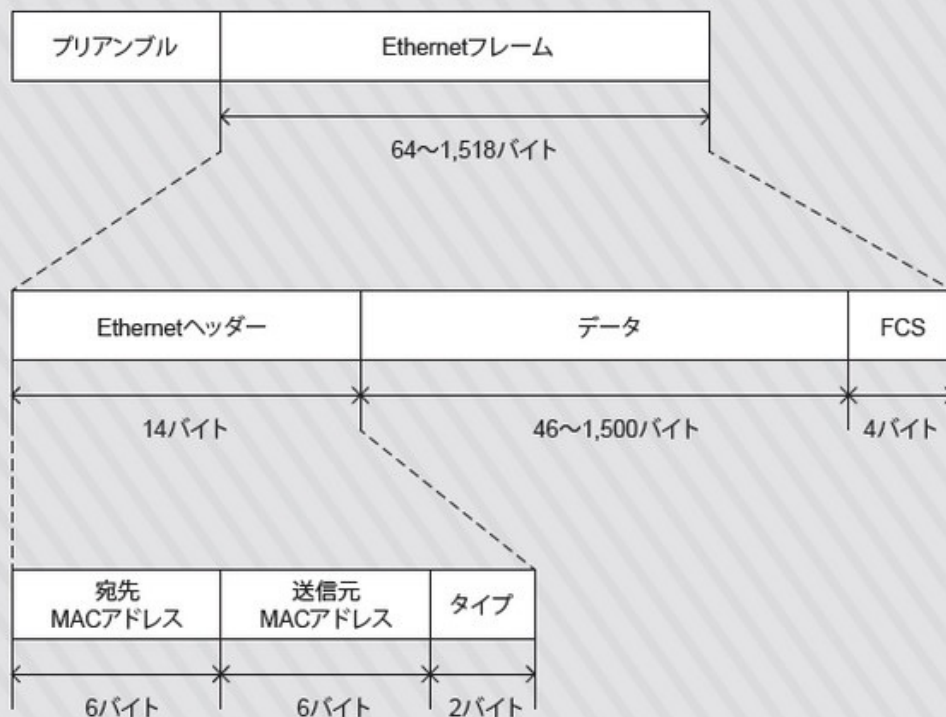 プリアンブル
Ethernetフレーム
64～1,518バイト
Ethernetヘッダー
データ
FCS
14バイト
46～1,500バイト
4バイト
宛先
MACアドレス
送信元
MACアドレス
タイプ
6バイト
6バイト
2バイト